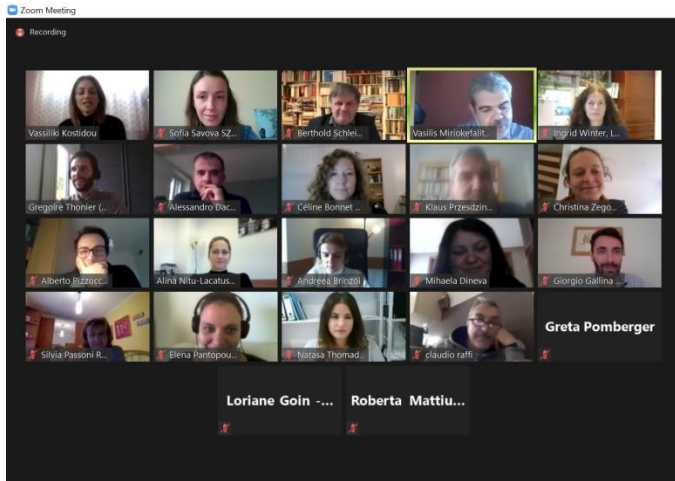 Zoom Meeting
Recording
Vassiliki Kostidou
Sofia Savova SZ...
Berthold Schlei...
Vasilis Miriokefalit...
Ingrid Winter, L...
Gregoire Thonier (...
Alessandro Dac...
Céline Bonnet ...
Klaus Przesdzin...
Christina Zego...
Alberto Pizzocc...
Alina Nitu-Lacatus...
Andreea Brinzoi
Mihaela Dineva
Giorgio Gallina ...
Silvia Passoni R...
Elena Pantopou...
Natasa Thomad...
claudio raffi
Greta Pomberger
Loriane Goin -...
Roberta Mattiu...